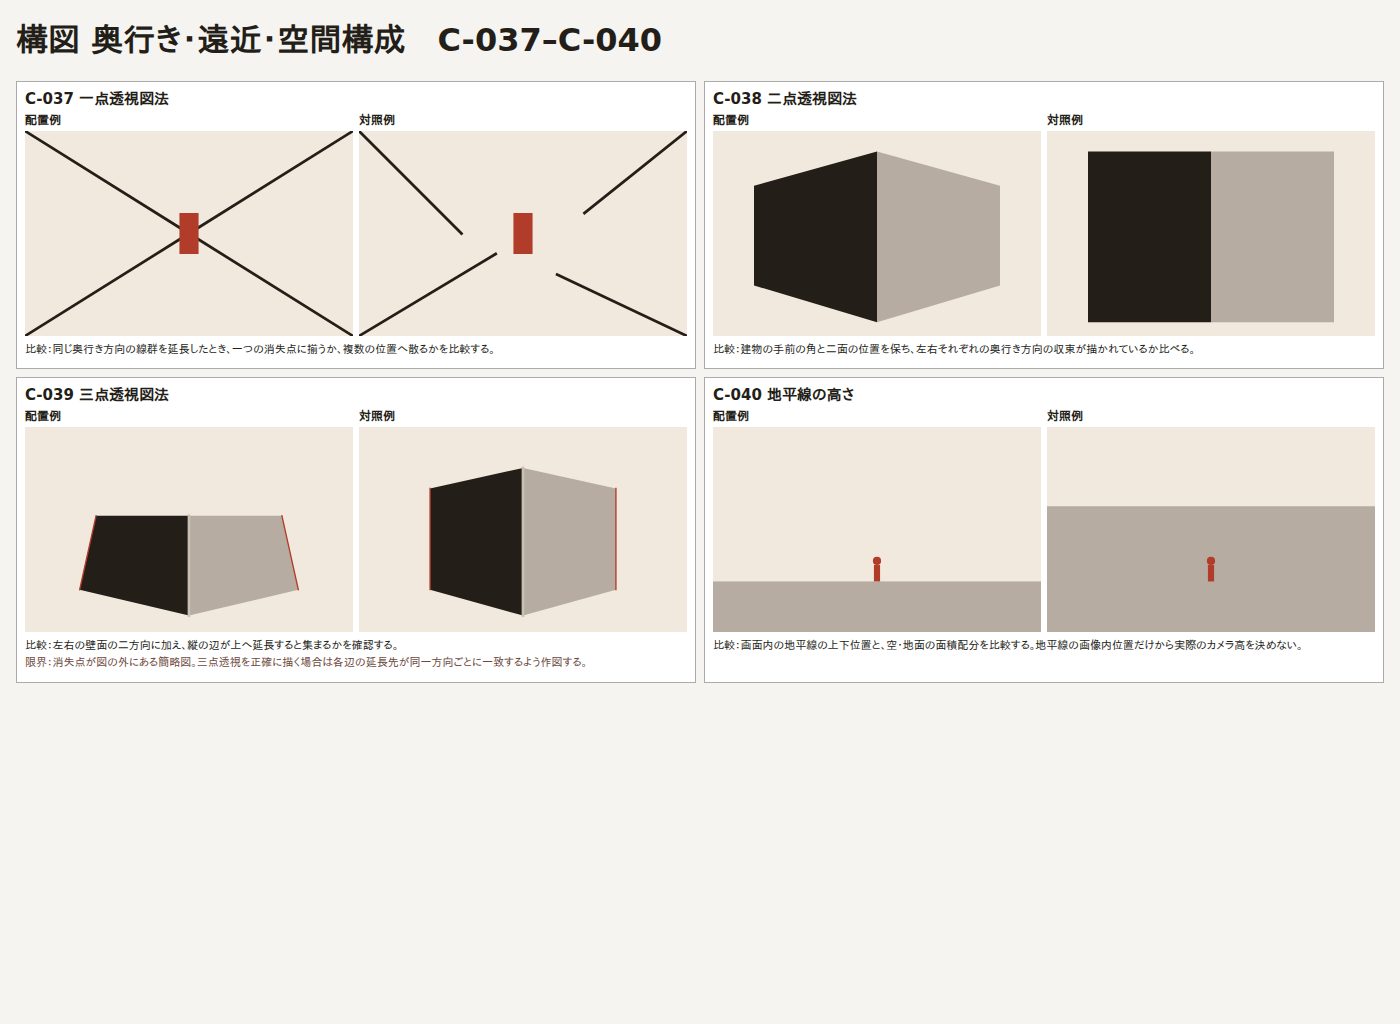 構図 奥行き・遠近・空間構成　C-037–C-040
C-037 一点透視図法
配置例
対照例
比較：同じ奥行き方向の線群を延長したとき、一つの消失点に揃うか、複数の位置へ散るかを比較する。
C-038 二点透視図法
配置例
対照例
比較：建物の手前の角と二面の位置を保ち、左右それぞれの奥行き方向の収束が描かれているか比べる。
C-039 三点透視図法
配置例
対照例
比較：左右の壁面の二方向に加え、縦の辺が上へ延長すると集まるかを確認する。
限界：消失点が図の外にある簡略図。三点透視を正確に描く場合は各辺の延長先が同一方向ごとに一致するよう作図する。
C-040 地平線の高さ
配置例
対照例
比較：画面内の地平線の上下位置と、空・地面の面積配分を比較する。地平線の画像内位置だけから実際のカメラ高を決めない。